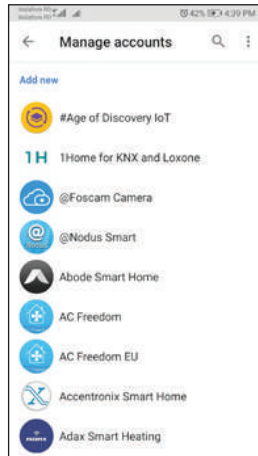 42% 4:39 PM
Manage accounts
Add new
#Age of Discovery IoT
1H 1Home for KNX and Loxone
@Foscam Camera
@ @Nodus Smart
Abode Smart Home
AC Freedom
AC Freedom EU
Accentronix Smart Home
Adax Smart Heating